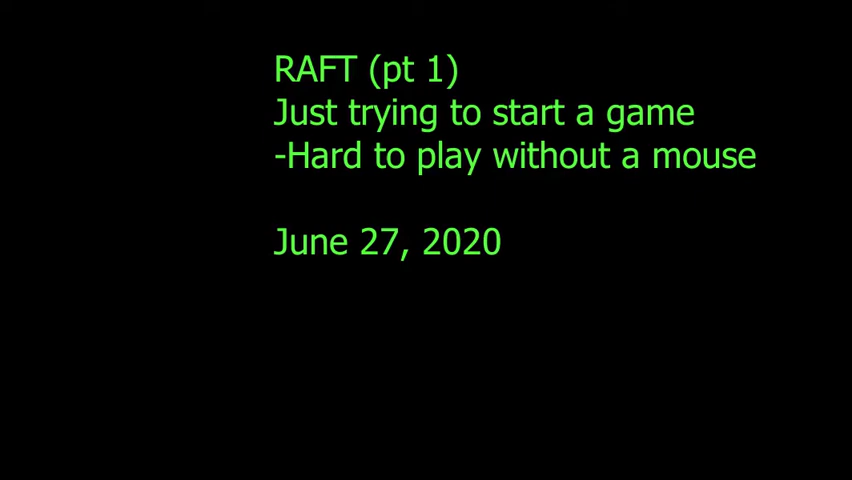 RAFT (pt 1)
Just trying to start a game
-Hard to play without a mouse
June 27, 2020